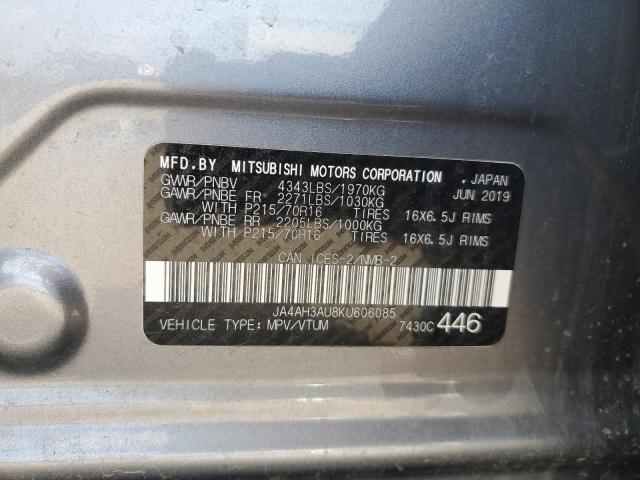 MFD.BY MITSUBISHI MOTORS CORPORATION . JAPAN
GVWR/PNBV 4343LBS/1970KG JUN 2019
GAWR/PNBE FR: 2271LBS/1030KG
WITH P215/70R16 TIRES 16X6.5J RIMS
GAWR/PNBE RR: 2205LBS/1000KG
WITH P215/70R16 TIRES 16X6.5J RIMS
CAN ICES-2/NMB-2
JA4AH3AU8KU606085
VEHICLE TYPE: MPV/VTUM 7430C 446